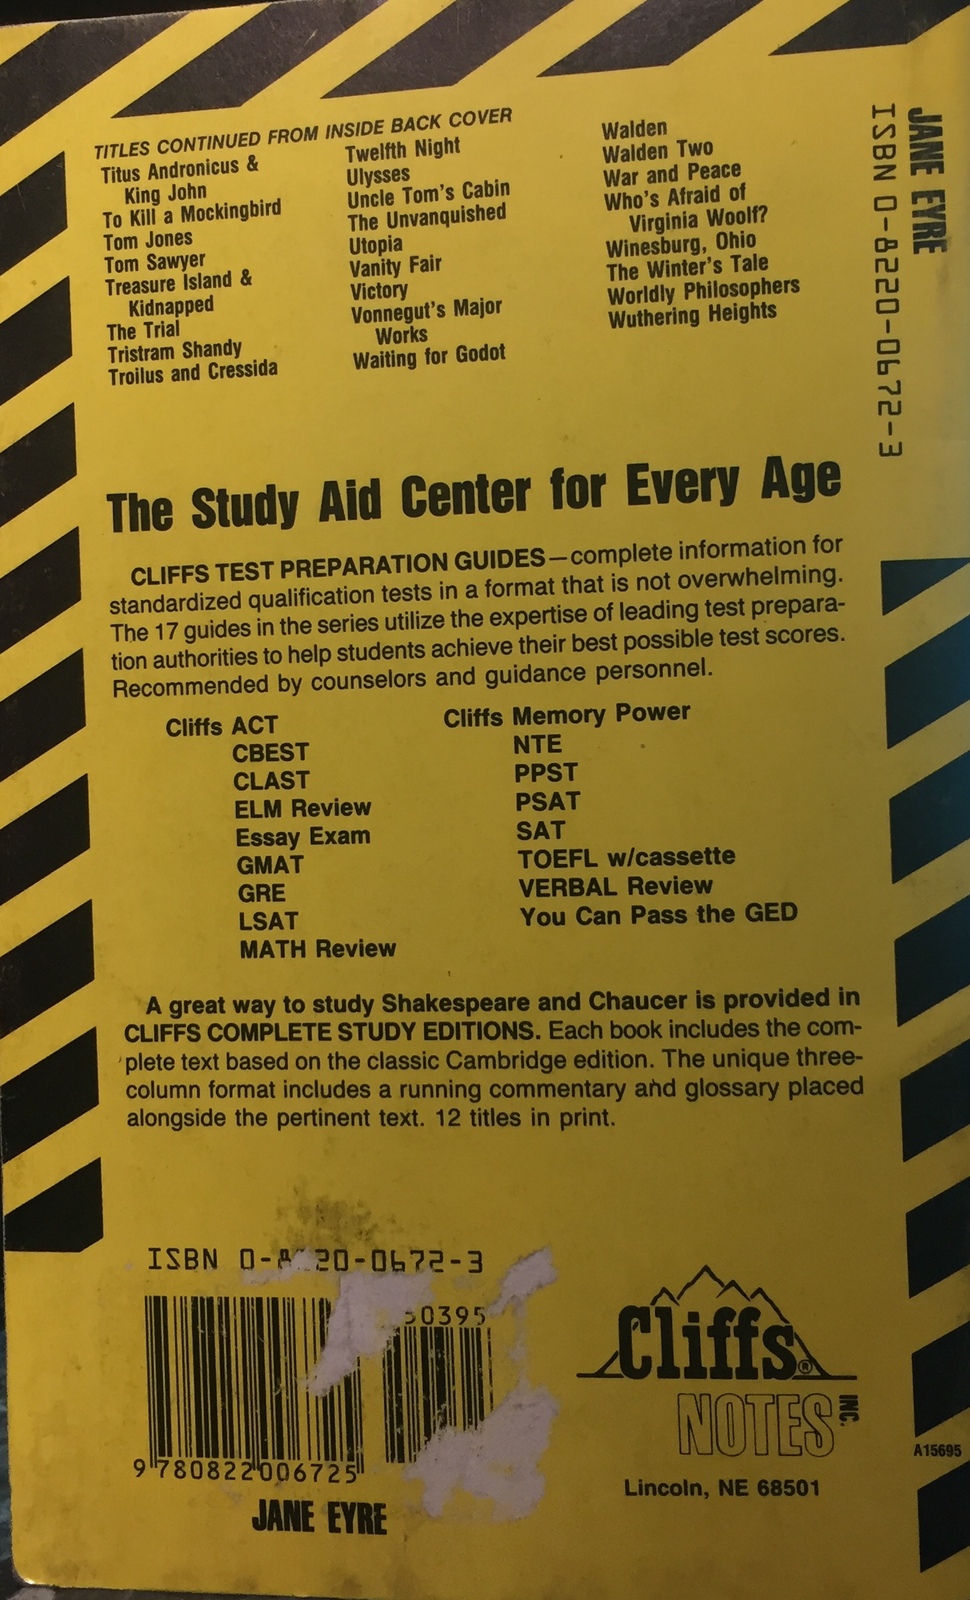 TITLES CONTINUED FROM INSIDE BACK COVER
Titus Andronicus &
King John
To Kill a Mockingbird
Tom Jones
Tom Sawyer
Treasure Island &
Kidnapped
The Trial
Tristram Shandy
Troilus and Cressida
Twelfth Night
Ulysses
Uncle Tom's Cabin
The Unvanquished
Utopia
Vanity Fair
Victory
Vonnegut's Major
Works
Waiting for Godot
Walden
Walden Two
War and Peace
Who's Afraid of
Virginia Woolf?
Winesburg, Ohio
The Winter's Tale
Worldly Philosophers
Wuthering Heights
JANE EYRE
ISBN 0-8220-0672-3
The Study Aid Center for Every Age
CLIFFS TEST PREPARATION GUIDES—complete information for
standardized qualification tests in a format that is not overwhelming.
The 17 guides in the series utilize the expertise of leading test prepara-
tion authorities to help students achieve their best possible test scores.
Recommended by counselors and guidance personnel.
Cliffs ACT
CBEST
CLAST
ELM Review
Essay Exam
GMAT
GRE
LSAT
MATH Review
Cliffs Memory Power
NTE
PPST
PSAT
SAT
TOEFL w/cassette
VERBAL Review
You Can Pass the GED
A great way to study Shakespeare and Chaucer is provided in
CLIFFS COMPLETE STUDY EDITIONS. Each book includes the com-
plete text based on the classic Cambridge edition. The unique three-
column format includes a running commentary and glossary placed
alongside the pertinent text. 12 titles in print.
ISBN 0-8220-0672-3
50395
9 780822 006725
JANE EYRE
Cliffs®
NOTES INC.
Lincoln, NE 68501
A15695